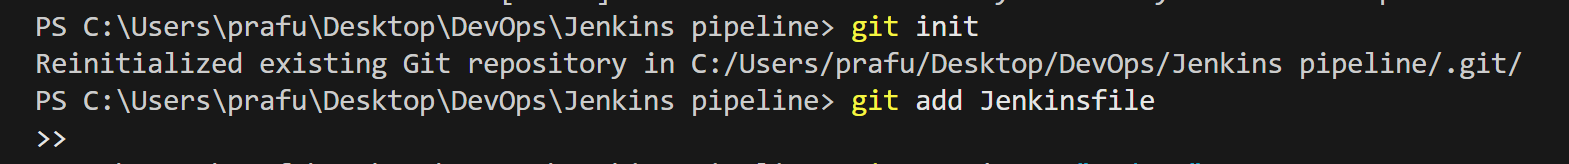 PS C:\Users\prafu\Desktop\DevOps\Jenkins pipeline> git init
Reinitialized existing Git repository in C:/Users/prafu/Desktop/DevOps/Jenkins pipeline/.git/
PS C:\Users\prafu\Desktop\DevOps\Jenkins pipeline> git add Jenkinsfile
>>